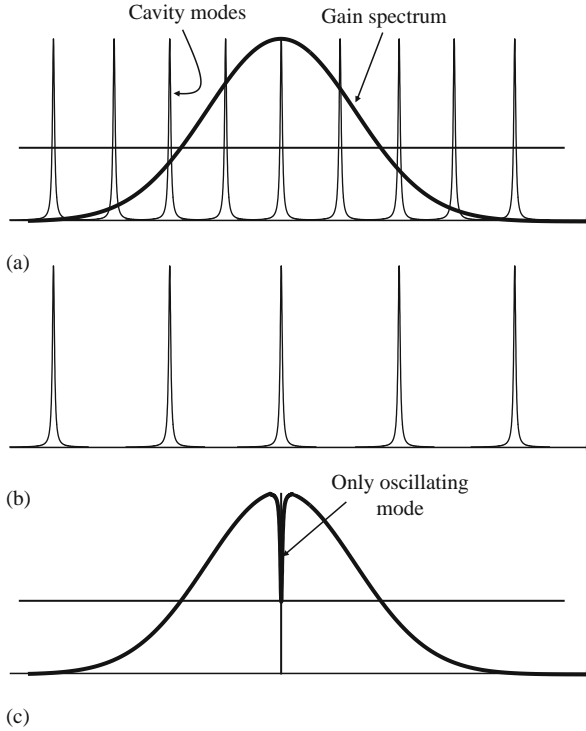 Cavity modes
Gain spectrum
(a)
(b)
Only oscillating
mode
(c)